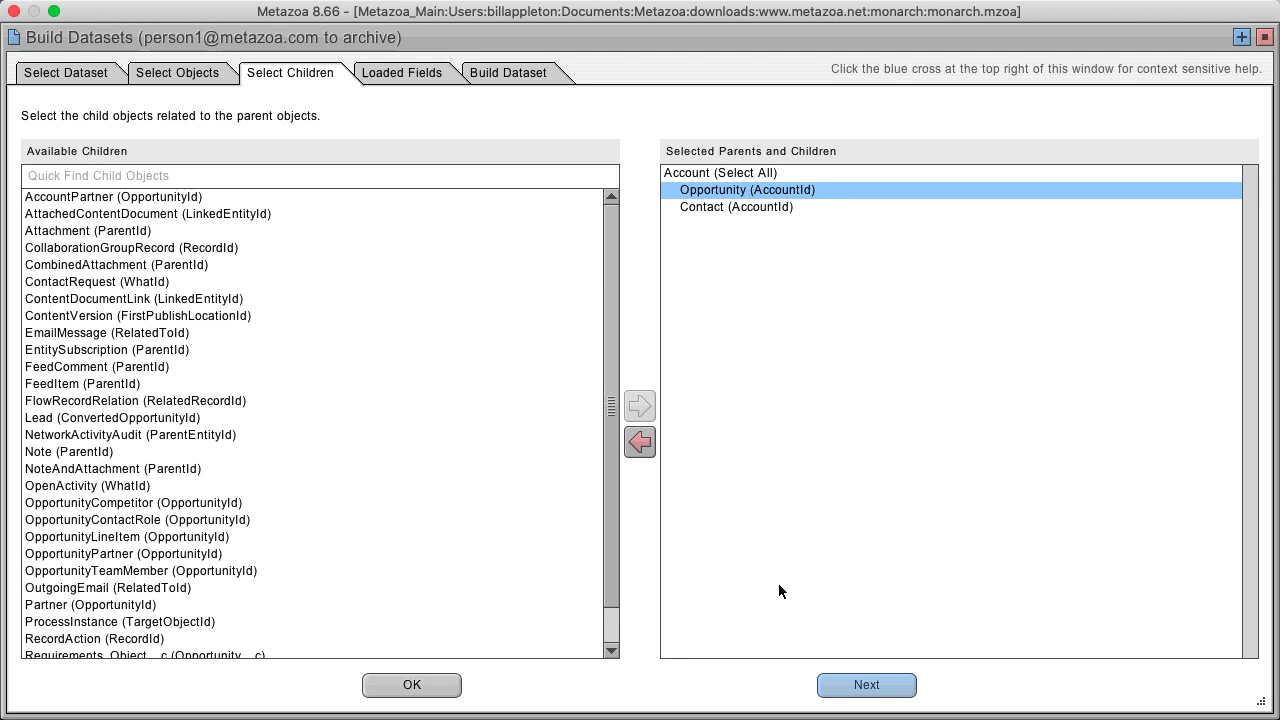 Metazoa 8.66 - [Metazoa_Main:Users:billappleton:Documents:Metazoa:downloads:www.metazoa.net:monarch:monarch.mzoa]
Build Datasets (person1@metazoa.com to archive)
Select Dataset
Select Objects
Select Children
Loaded Fields
Build Dataset
Click the blue cross at the top right of this window for context sensitive help.
Select the child objects related to the parent objects.
Available Children
Quick Find Child Objects
AccountPartner (OpportunityId)
AttachedContentDocument (LinkedEntityId)
Attachment (ParentId)
CollaborationGroupRecord (RecordId)
CombinedAttachment (ParentId)
ContactRequest (WhatId)
ContentDocumentLink (LinkedEntityId)
ContentVersion (FirstPublishLocationId)
EmailMessage (RelatedToId)
EntitySubscription (ParentId)
FeedComment (ParentId)
FeedItem (ParentId)
FlowRecordRelation (RelatedRecordId)
Lead (ConvertedOpportunityId)
NetworkActivityAudit (ParentEntityId)
Note (ParentId)
NoteAndAttachment (ParentId)
OpenActivity (WhatId)
OpportunityCompetitor (OpportunityId)
OpportunityContactRole (OpportunityId)
OpportunityLineItem (OpportunityId)
OpportunityPartner (OpportunityId)
OpportunityTeamMember (OpportunityId)
OutgoingEmail (RelatedToId)
Partner (OpportunityId)
ProcessInstance (TargetObjectId)
RecordAction (RecordId)
Requirements_Object__c (Opportunity__c)
Selected Parents and Children
Account (Select All)
Opportunity (AccountId)
Contact (AccountId)
OK
Next